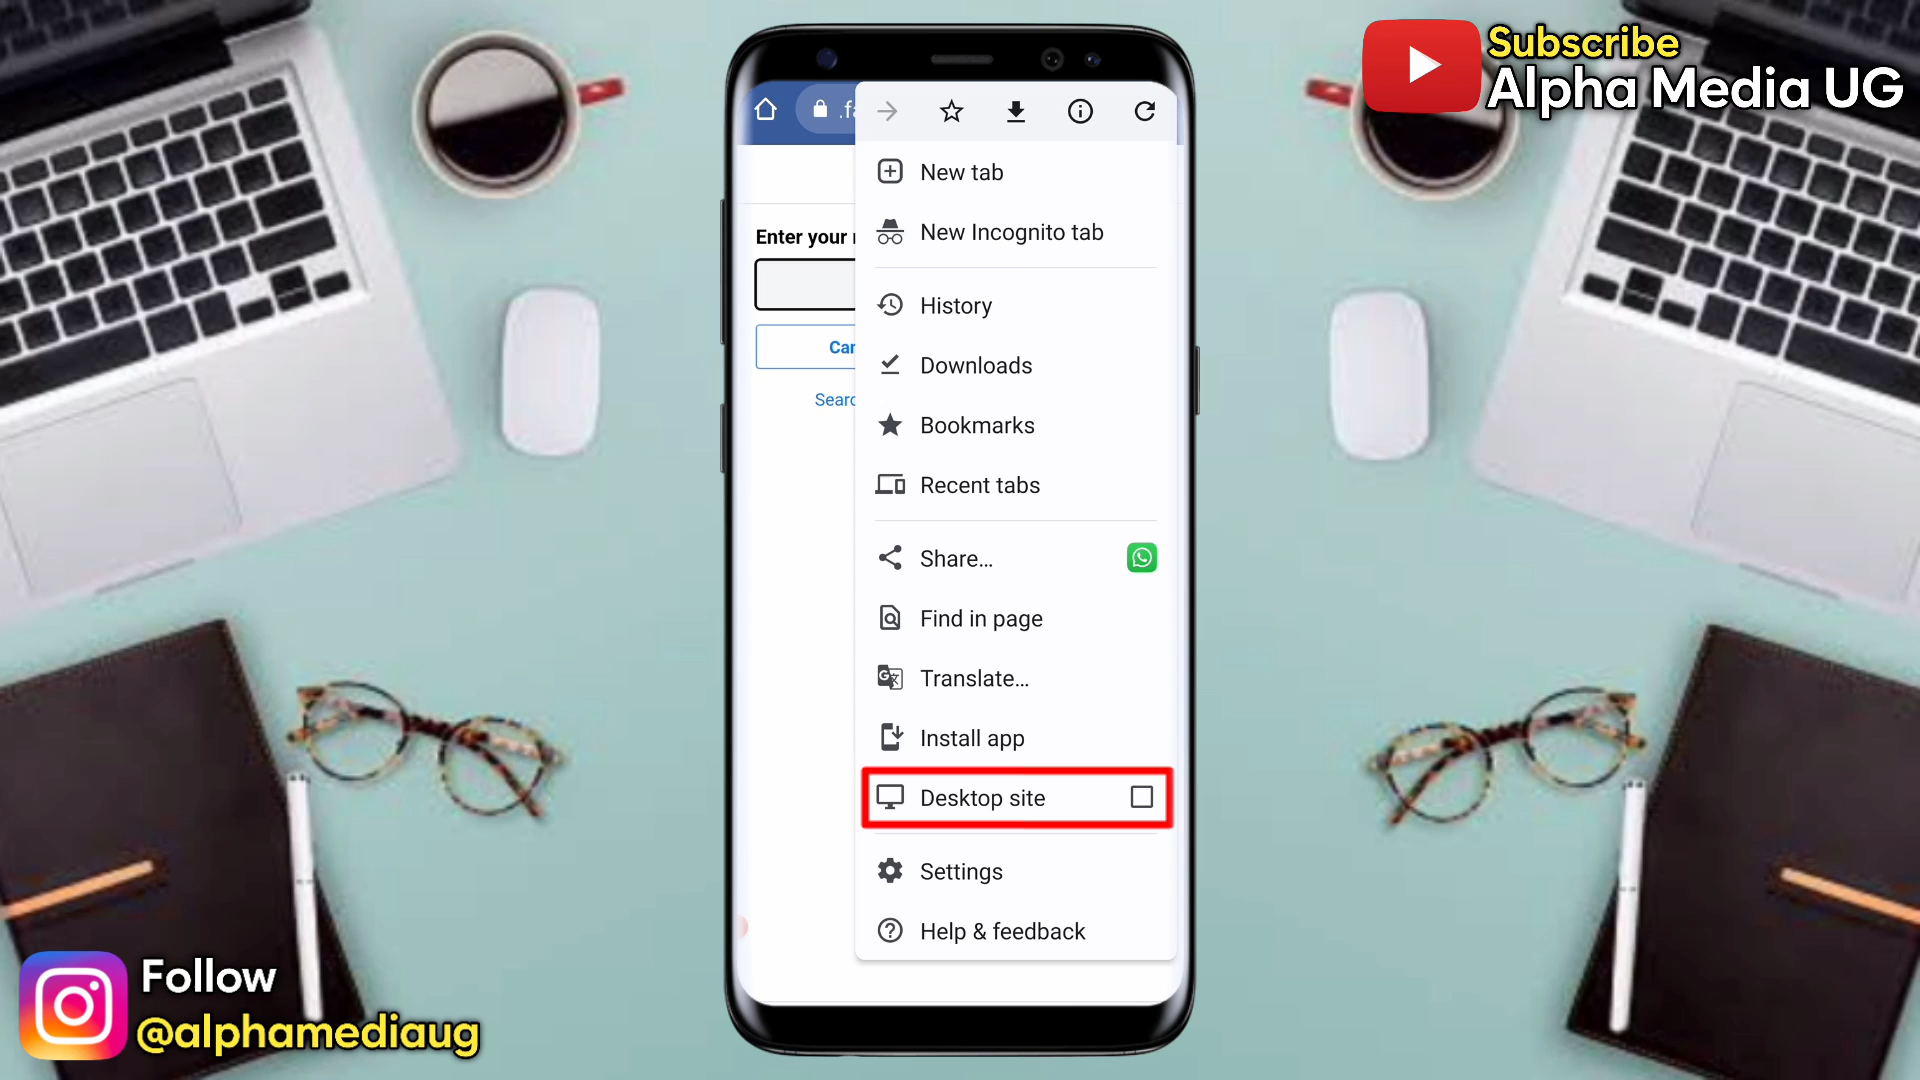 Subscribe
Alpha Media UG
.fa
New tab
Enter your
New Incognito tab
History
Can
Downloads
Searc
Bookmarks
Recent tabs
Share...
Find in page
Translate...
Install app
Desktop site
Settings
Help & feedback
Follow
@alphamediaug